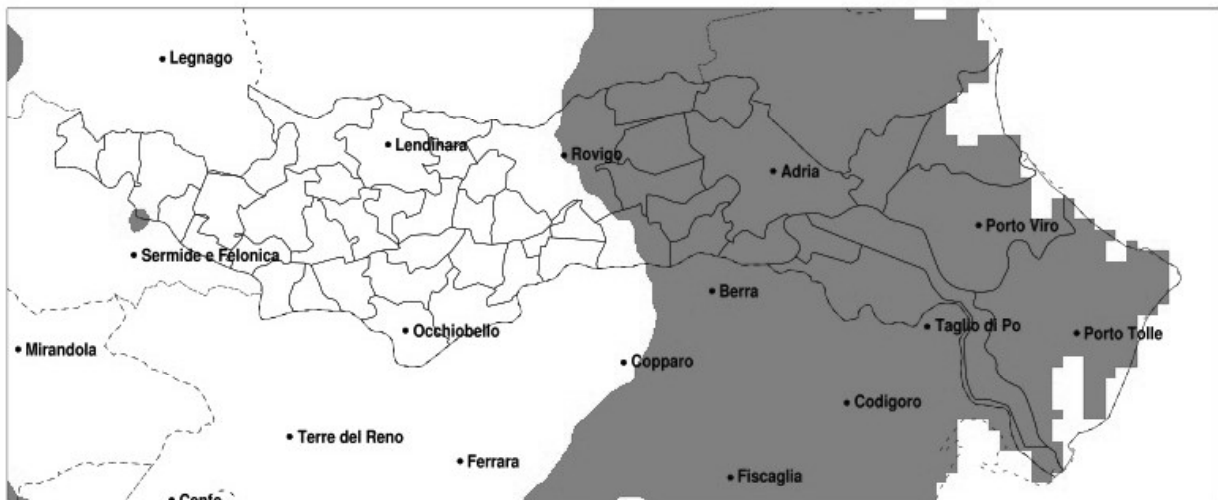 Legnago
Lendinara
Rovigo
Adria
Porto Viro
Sermide e Felonica
Berra
Occhiobello
Taglio di Po
Porto Tolle
Mirandola
Copparo
Codigoro
Terre del Reno
Ferrara
Fiscaglia